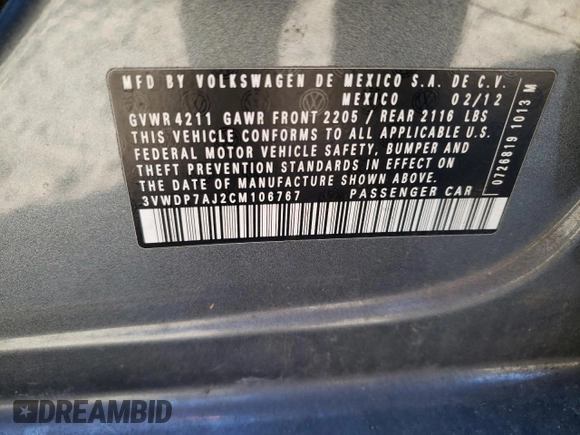 MFD BY VOLKSWAGEN DE MEXICO S.A. DE C.V.
MEXICO 02/12
GVWR 4211 GAWR FRONT 2205 / REAR 2116 LBS
THIS VEHICLE CONFORMS TO ALL APPLICABLE U.S.
FEDERAL MOTOR VEHICLE SAFETY, BUMPER AND
THEFT PREVENTION STANDARDS IN EFFECT ON
DATE OF MANUFACTURE SHOWN ABOVE.
3VWDP7AJ2CM106767 PASSENGER CAR
0726819 1013 M
DREAMBID